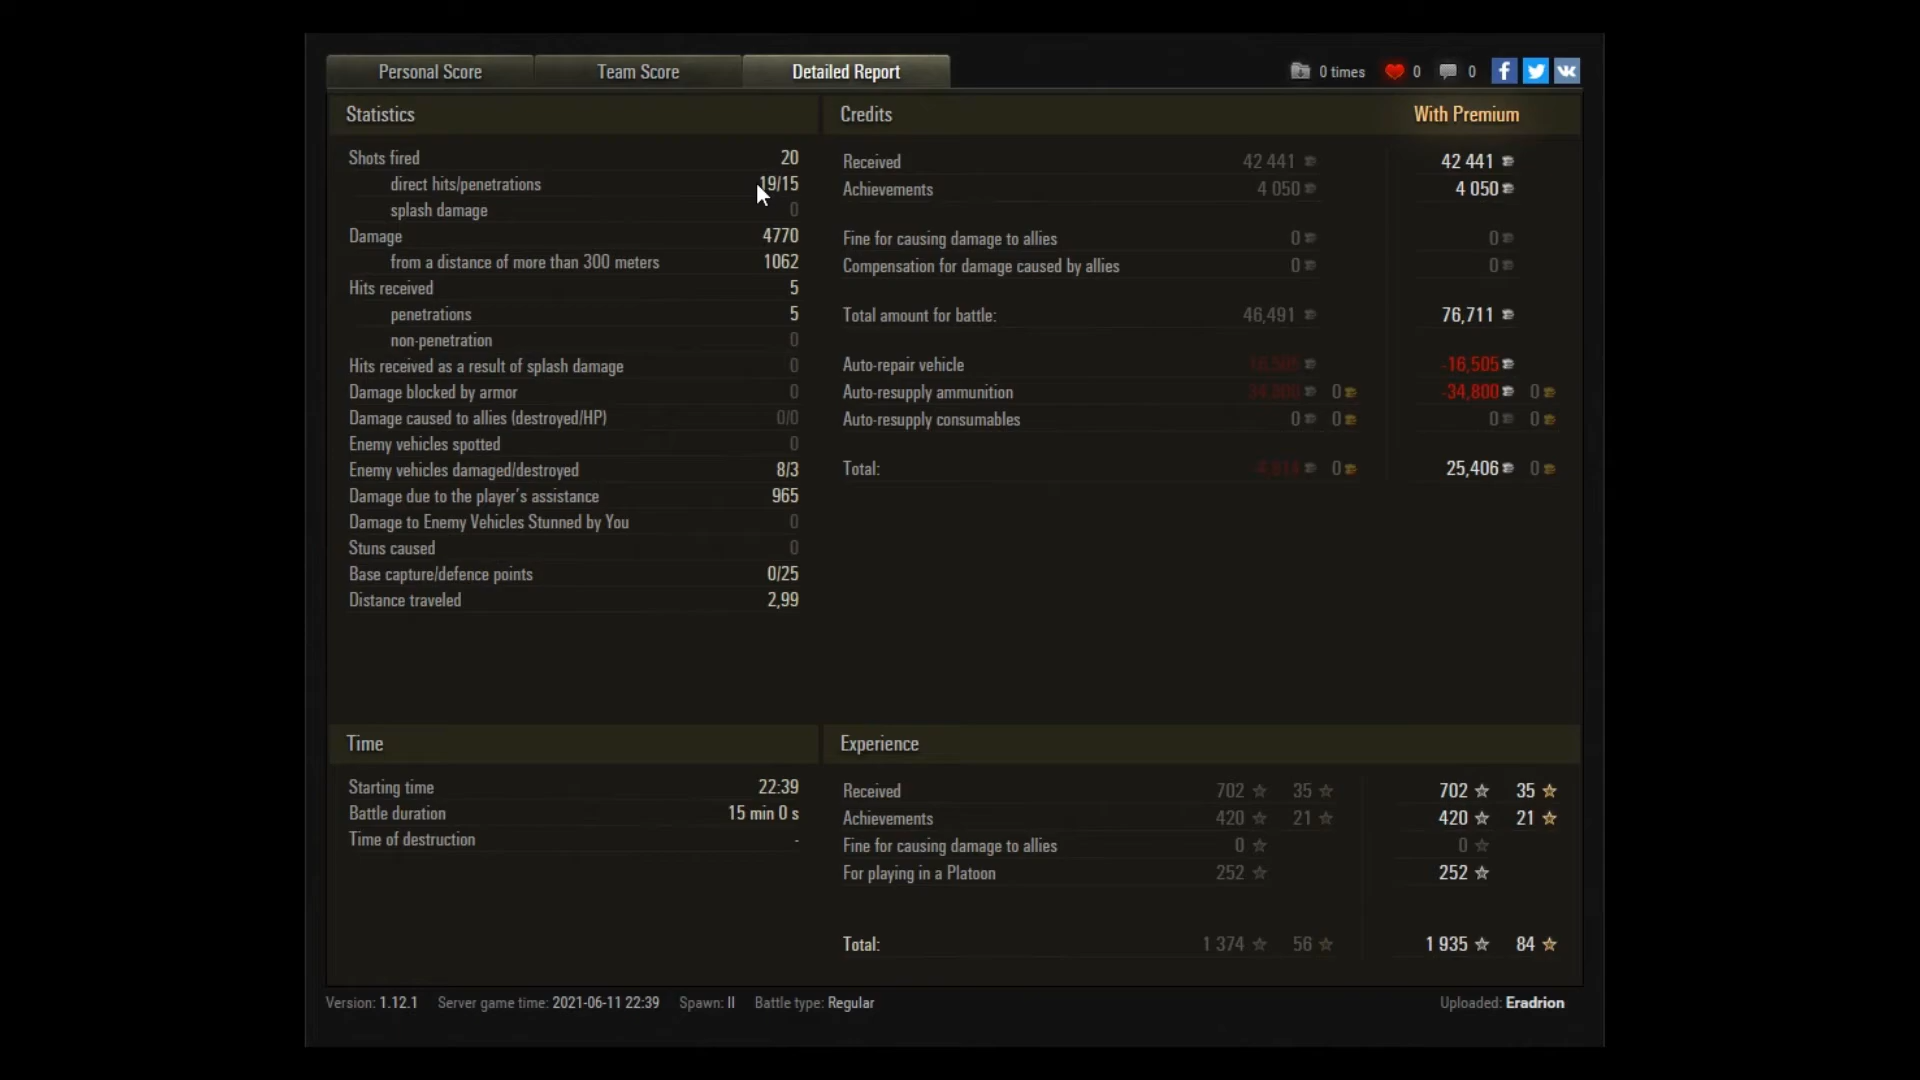 Personal Score Team Score Detailed Report 0 times 0 0
Statistics
Shots fired 20
direct hits/penetrations 19/15
splash damage 0
Damage 4770
from a distance of more than 300 meters 1062
Hits received 5
penetrations 5
non-penetration 0
Hits received as a result of splash damage 0
Damage blocked by armor 0
Damage caused to allies (destroyed/HP) 0/0
Enemy vehicles spotted 0
Enemy vehicles damaged/destroyed 8/3
Damage due to the player's assistance 965
Damage to Enemy Vehicles Stunned by You 0
Stuns caused 0
Base capture/defence points 0/25
Distance traveled 2,99
Credits With Premium
Received 42 441 42 441
Achievements 4 050 4 050
Fine for causing damage to allies 0 0
Compensation for damage caused by allies 0 0
Total amount for battle: 46,491 76,711
Auto-repair vehicle 16,505 -16,505
Auto-resupply ammunition 34,800 0 -34,800 0
Auto-resupply consumables 0 0 0 0
Total: -4,814 0 25,406 0
Time
Starting time 22:39
Battle duration 15 min 0 s
Time of destruction -
Experience
Received 702 35 702 35
Achievements 420 21 420 21
Fine for causing damage to allies 0 0
For playing in a Platoon 252 252
Total: 1 374 56 1 935 84
Version: 1.12.1 Server game time: 2021-06-11 22:39 Spawn: II Battle type: Regular Uploaded: Eradrion